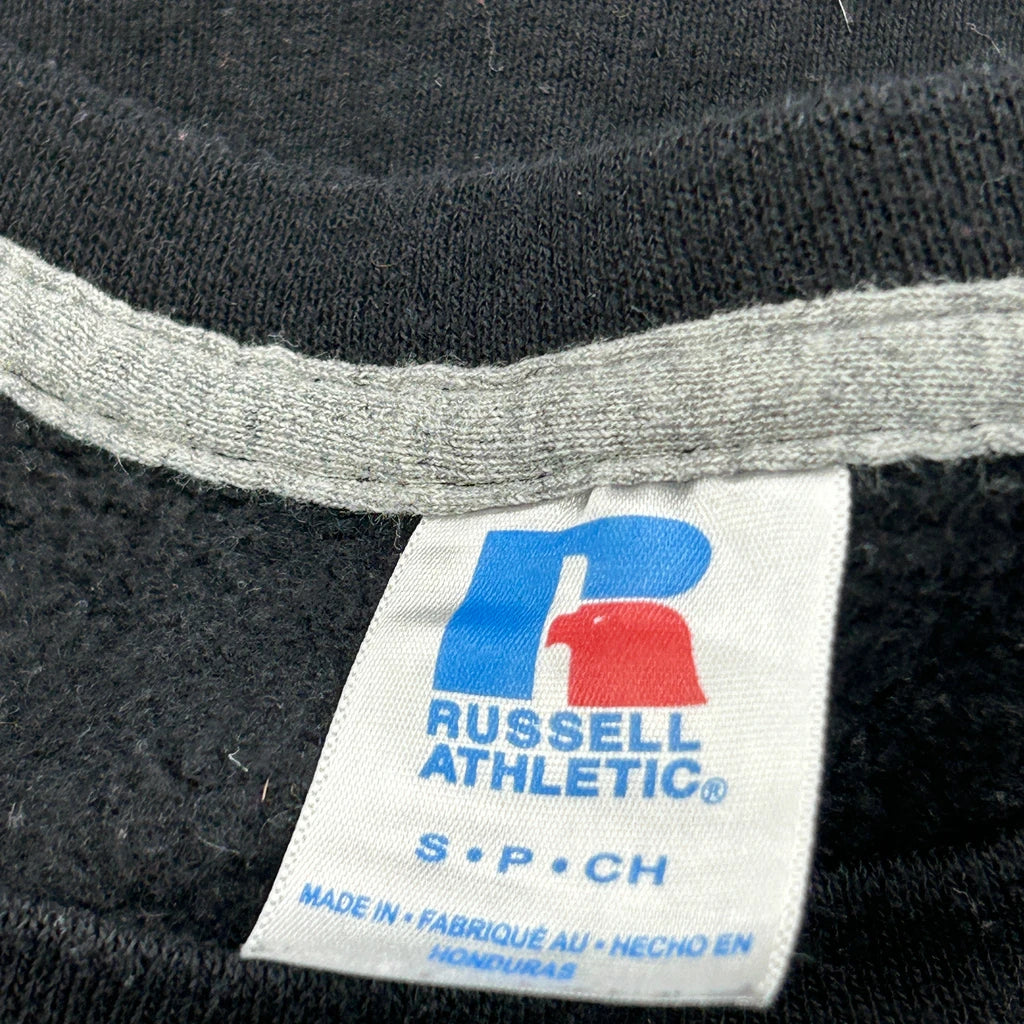 RUSSELL
ATHLETIC®
S • P • CH
MADE IN • FABRIQUÉ AU • HECHO EN
HONDURAS